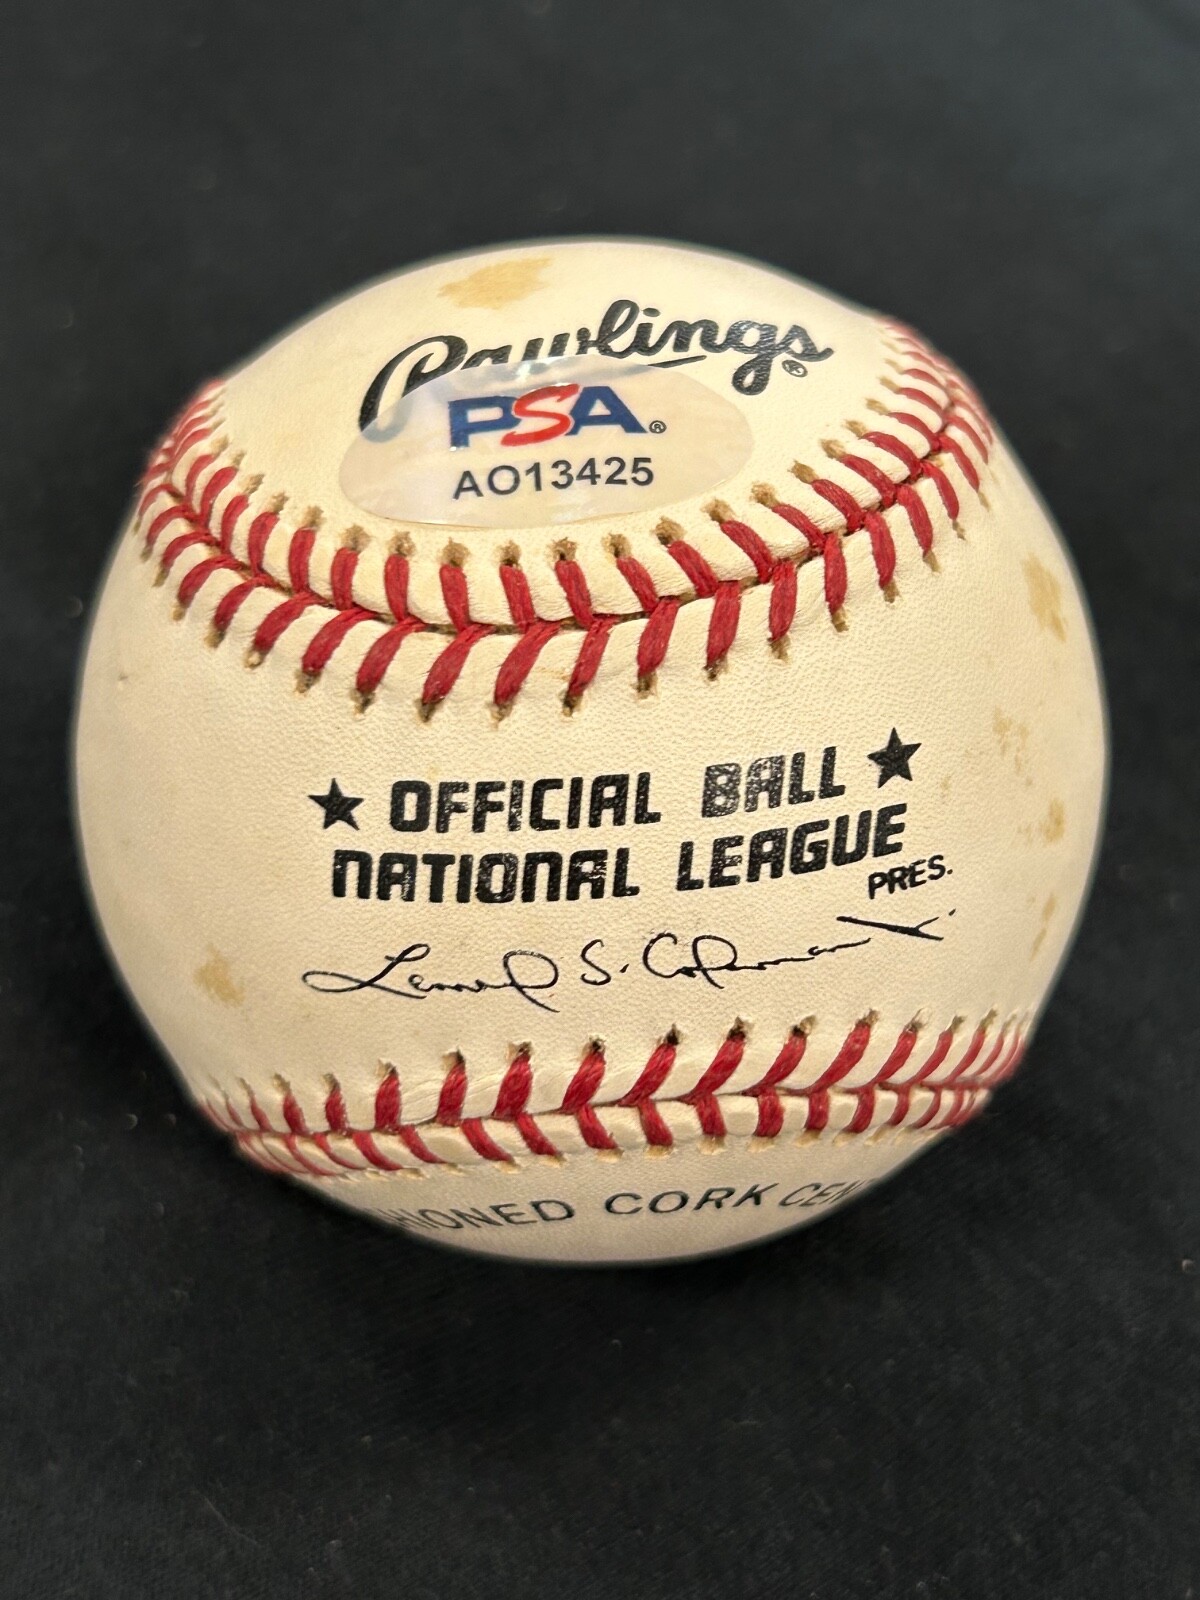 Rawlings®
PSA®
AO13425
★ OFFICIAL BALL ★
NATIONAL LEAGUE
PRES.
Leonard S. Coleman Jr.
HIONED CORK CEN